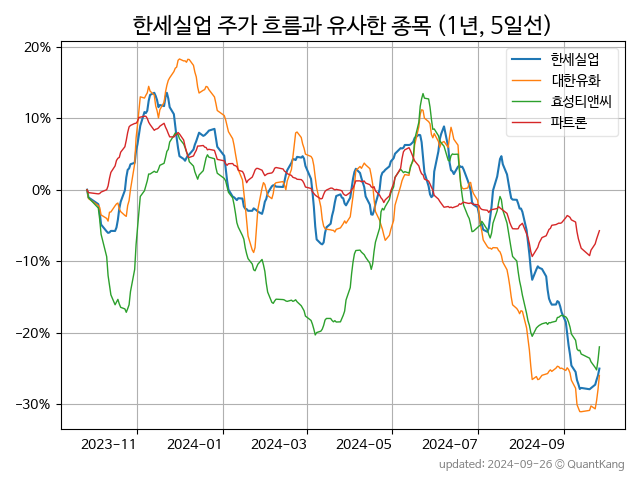 한세실업 주가 흐름과 유사한 종목 (1년, 5일선)
한세실업
대한유화
효성티앤씨
파트론
20%
10%
0%
−10%
−20%
−30%
2023-11
2024-01
2024-03
2024-05
2024-07
2024-09
updated: 2024-09-26 © QuantKang